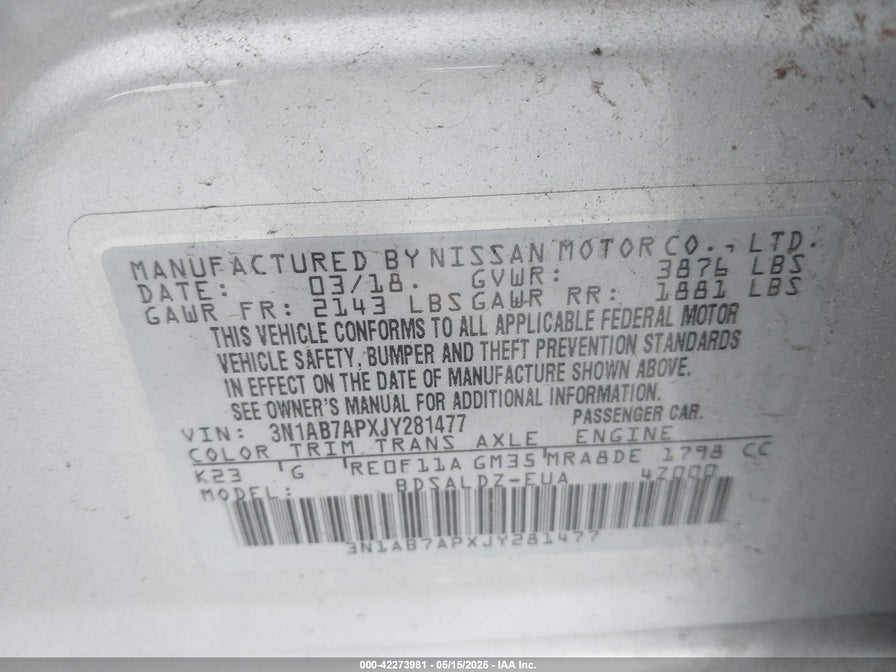 MANUFACTURED BY NISSAN MOTOR CO., LTD.
DATE: 03/18. GVWR: 3876 LBS
GAWR FR: 2143 LBS GAWR RR: 1881 LBS
THIS VEHICLE CONFORMS TO ALL APPLICABLE FEDERAL MOTOR
VEHICLE SAFETY, BUMPER AND THEFT PREVENTION STANDARDS
IN EFFECT ON THE DATE OF MANUFACTURE SHOWN ABOVE.
SEE OWNER'S MANUAL FOR ADDITIONAL INFORMATION.
VIN: 3N1AB7APXJY281477 PASSENGER CAR.
COLOR TRIM TRANS AXLE ENGINE
K23 G RE0F11A GM35 MRA8DE 1798 CC
MODEL: BDSALDZ-EUA 4Z000
3N1AB7APXJY281477
000-42273981 - 05/15/2025 - IAA Inc.